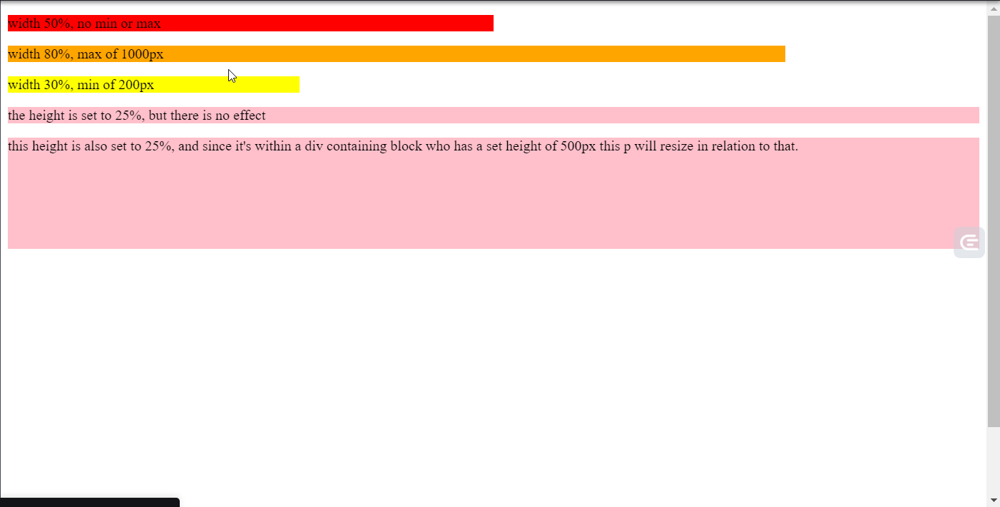 width 50%, no min or max
width 80%, max of 1000px
width 30%, min of 200px
the height is set to 25%, but there is no effect
this height is also set to 25%, and since it's within a div containing block who has a set height of 500px this p will resize in relation to that.